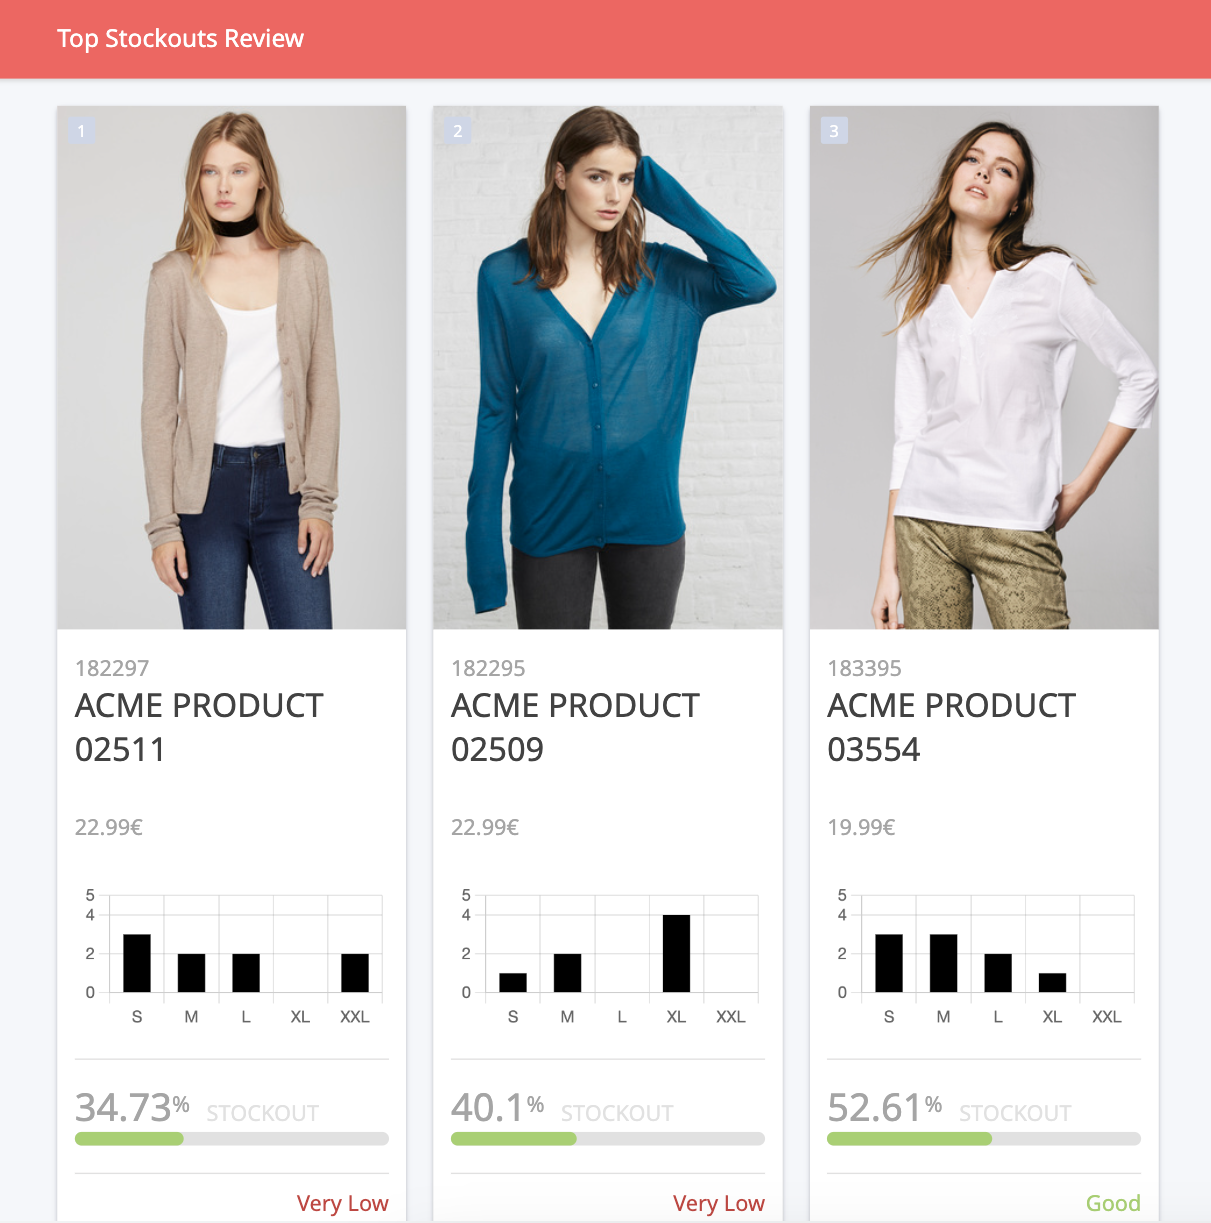 Top Stockouts Review
1
182297
ACME PRODUCT
02511
22.99€
5
4
2
0
S M L XL XXL
34.73% STOCKOUT
Very Low
2
182295
ACME PRODUCT
02509
22.99€
5
4
2
0
S M L XL XXL
40.1% STOCKOUT
Very Low
3
183395
ACME PRODUCT
03554
19.99€
5
4
2
0
S M L XL XXL
52.61% STOCKOUT
Good